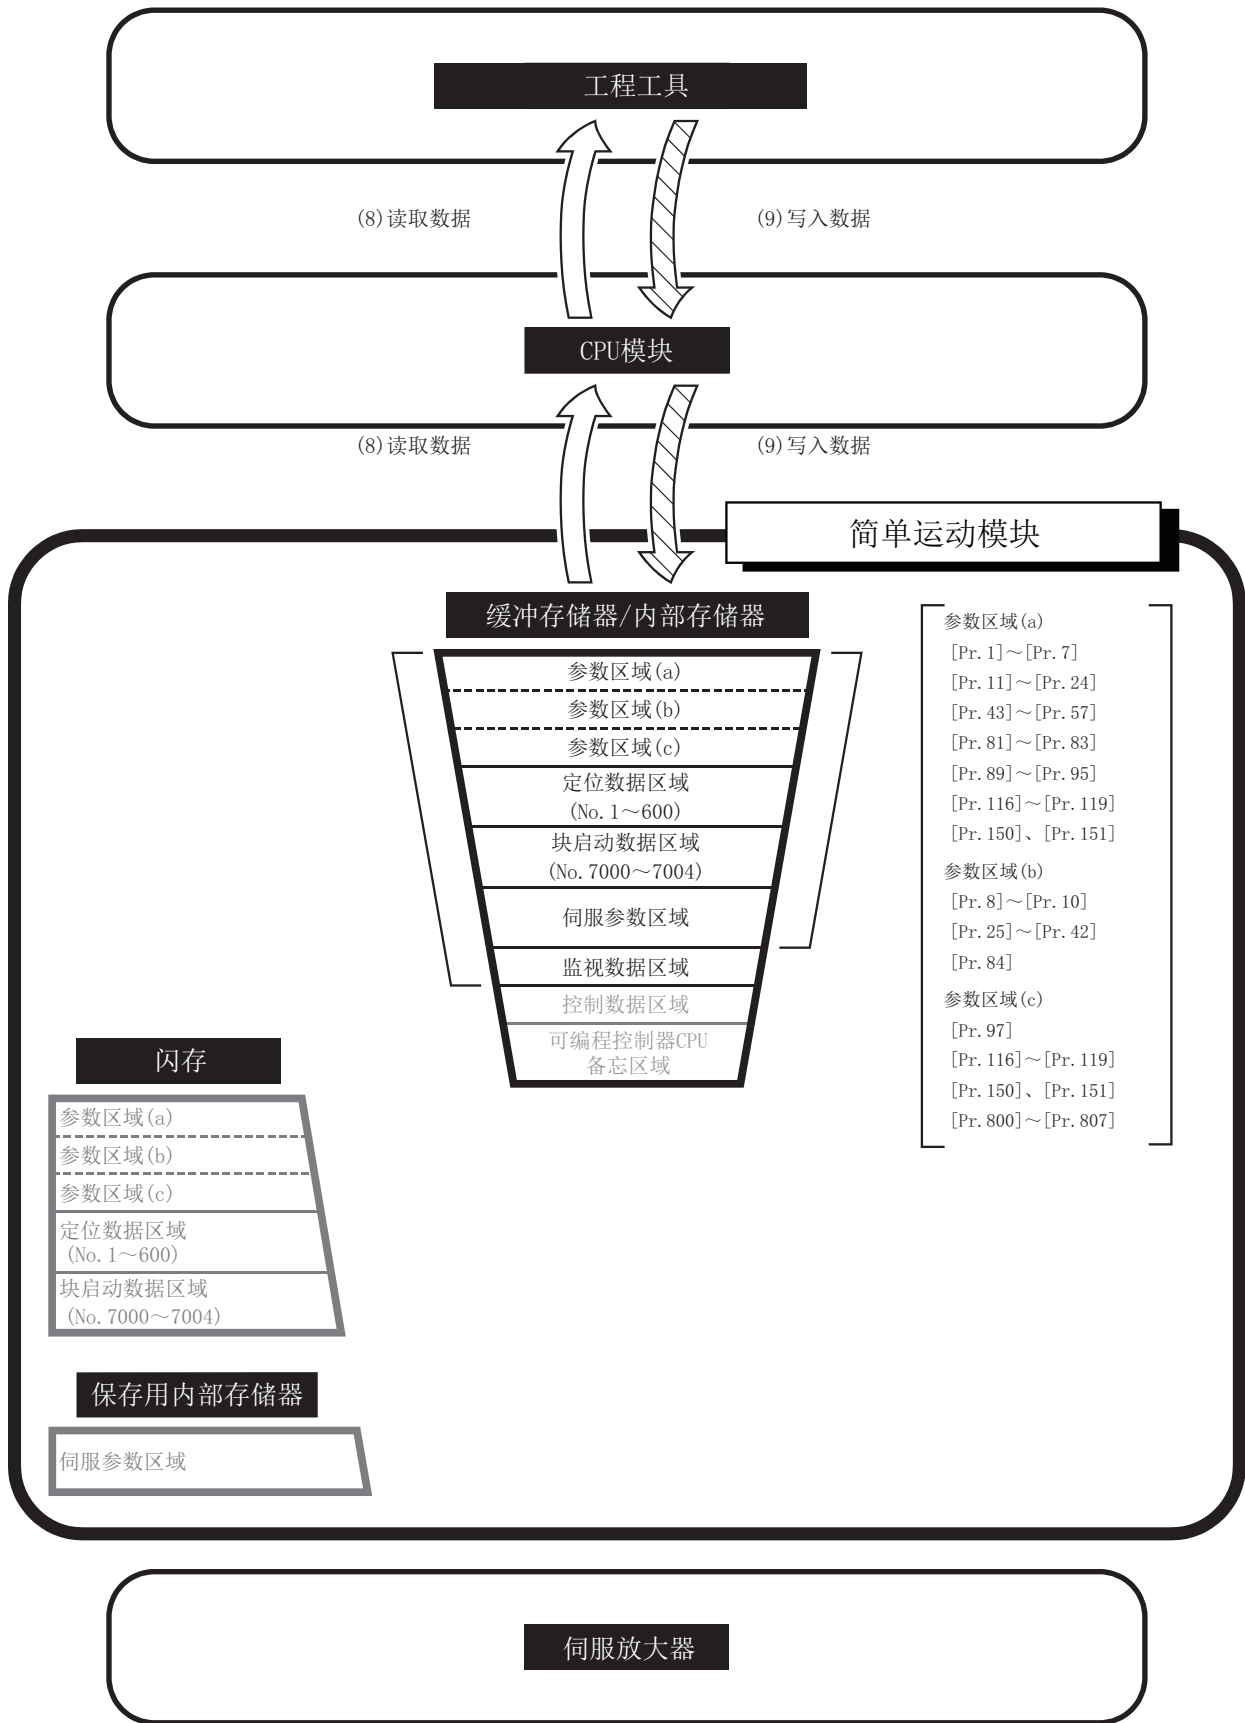 工程工具
(8)读取数据
(9)写入数据
CPU模块
(8)读取数据
(9)写入数据
简单运动模块
缓冲存储器/内部存储器
参数区域(a)
参数区域(b)
参数区域(c)
定位数据区域
(No.1～600)
块启动数据区域
(No.7000～7004)
伺服参数区域
监视数据区域
控制数据区域
可编程控制器CPU
备忘区域
参数区域(a)
[Pr.1]～[Pr.7]
[Pr.11]～[Pr.24]
[Pr.43]～[Pr.57]
[Pr.81]～[Pr.83]
[Pr.89]～[Pr.95]
[Pr.116]～[Pr.119]
[Pr.150]、[Pr.151]
参数区域(b)
[Pr.8]～[Pr.10]
[Pr.25]～[Pr.42]
[Pr.84]
参数区域(c)
[Pr.97]
[Pr.116]～[Pr.119]
[Pr.150]、[Pr.151]
[Pr.800]～[Pr.807]
闪存
参数区域(a)
参数区域(b)
参数区域(c)
定位数据区域
(No.1～600)
块启动数据区域
(No.7000～7004)
保存用内部存储器
伺服参数区域
伺服放大器